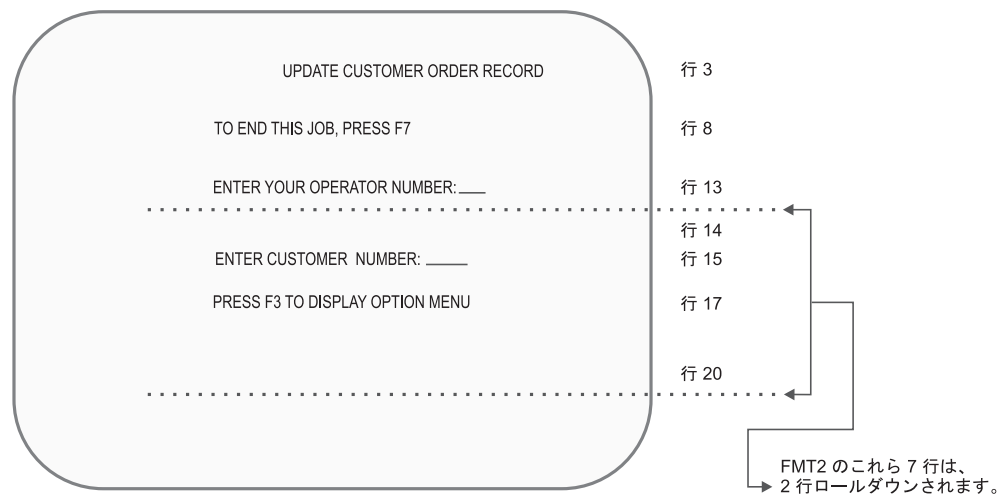 UPDATE CUSTOMER ORDER RECORD 行 3
TO END THIS JOB, PRESS F7 行 8
ENTER YOUR OPERATOR NUMBER:___ 行 13
行 14
ENTER CUSTOMER NUMBER: ____ 行 15
PRESS F3 TO DISPLAY OPTION MENU 行 17
行 20
FMT2 のこれら 7 行は、
2 行ロールダウンされます。